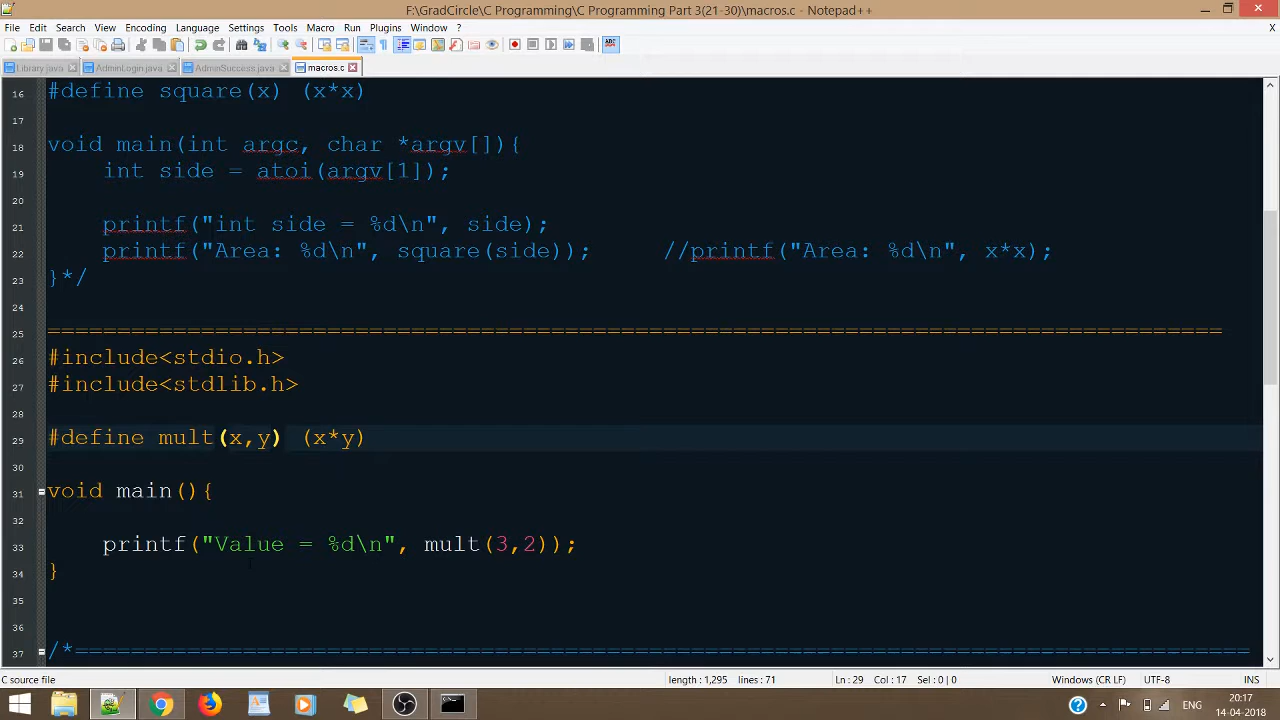 F:\GradCircle\C Programming\C Programming Part 3(21-30)\macros.c - Notepad++
File Edit Search View Encoding Language Settings Tools Macro Run Plugins Window ?
X
ABC
Library.java AdminLogin.java AdminSuccess.java macros.c
16 #define square(x) (x*x)
17
18 void main(int argc, char *argv[]){
19 int side = atoi(argv[1]);
20
21 printf("int side = %d\n", side);
22 printf("Area: %d\n", square(side)); //printf("Area: %d\n", x*x);
23 }*/
24
25 ====================================================================================
26 #include<stdio.h>
27 #include<stdlib.h>
28
29 #define mult(x,y) (x*y)
30
31 void main(){
32
33 printf("Value = %d\n", mult(3,2));
34 }
35
36
37 /*====================================================================================
C source file length : 1,295 lines : 71 Ln : 29 Col : 17 Sel : 0 | 0 Windows (CR LF) UTF-8 INS
ENG 20:17
14-04-2018